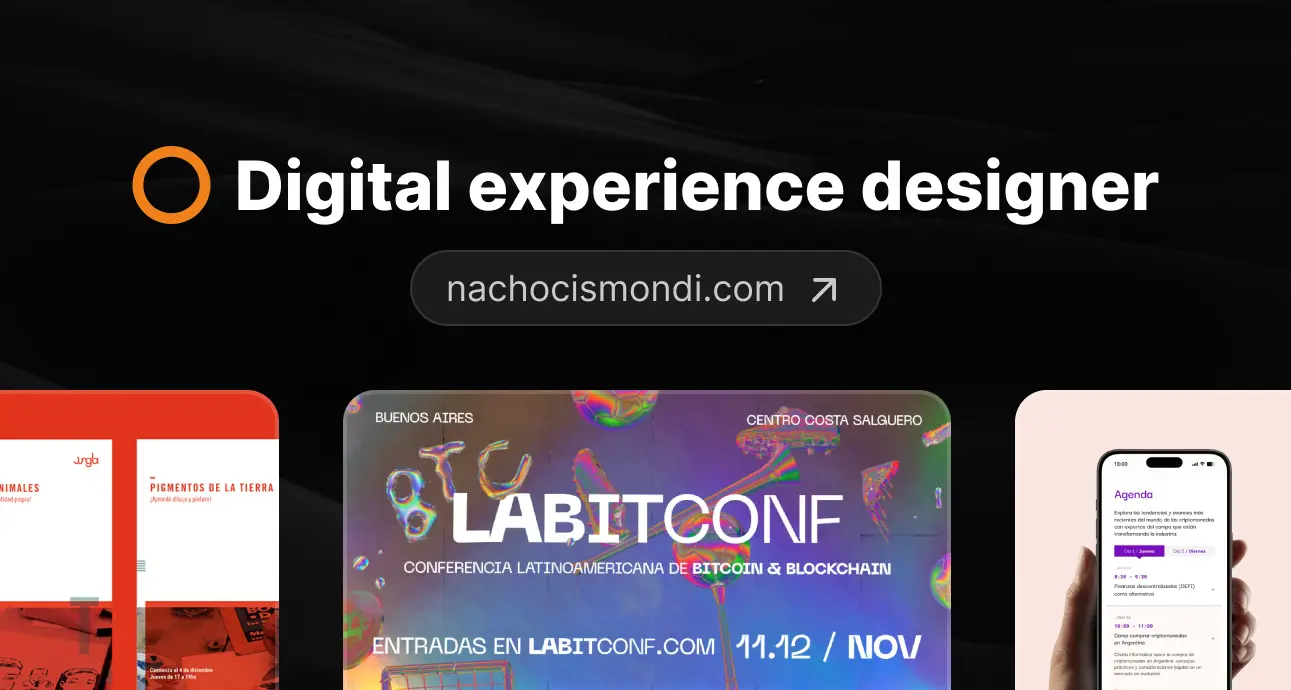 Digital experience designer
nachocismondi.com
jungla
NIMALES
ntidad propia!
PIGMENTOS DE LA TIERRA
¡Aprende dibujo y pintura!
Comienza el 4 de diciembre
Jueves de 17 a 19hs
BUENOS AIRES
CENTRO COSTA SALGUERO
BTC
LABITCONF
CONFERENCIA LATINOAMERICANA DE BITCOIN & BLOCKCHAIN
ENTRADAS EN LABITCONF.COM
11.12 / NOV
13:00
Agenda
Explora las tendencias y avances más
recientes del mundo de las criptomonedas
con expertos del campo que están
transformando la industria.
Día 1 / Jueves
Día 2 / Viernes
8:30 - 9:30
Finanzas descentralizadas (DEFI)
como alternativa
10:00 - 11:00
Cómo comprar criptomonedas
en Argentina
Charla informativa sobre la compra de
criptomonedas en Argentina: consejos
prácticos y consideraciones legales en un
mercado en evolución